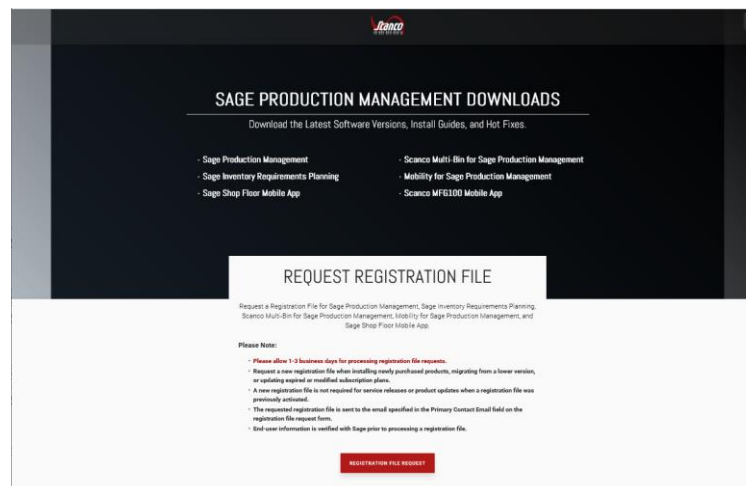 Scanco
SAGE PRODUCTION MANAGEMENT DOWNLOADS
Download the Latest Software Versions, Install Guides, and Hot Fixes.
· Sage Production Management
· Sage Inventory Requirements Planning
· Sage Shop Floor Mobile App
· Scanco Multi-Bin for Sage Production Management
· Mobility for Sage Production Management
· Scanco MFG100 Mobile App
REQUEST REGISTRATION FILE
Request a Registration File for Sage Production Management, Sage Inventory Requirements Planning,
Scanco Multi-Bin for Sage Production Management, Mobility for Sage Production Management, and
Sage Shop Floor Mobile App.
Please Note:
· Please allow 1-3 business days for processing registration file requests.
· Request a new registration file when installing newly purchased products, migrating from a lower version,
or updating expired or modified subscription plans.
· A new registration file is not required for service releases or product updates when a registration file was
previously activated.
· The requested registration file is sent to the email specified in the Primary Contact Email field on the
registration file request form.
· End-user information is verified with Sage prior to processing a registration file.
REGISTRATION FILE REQUEST